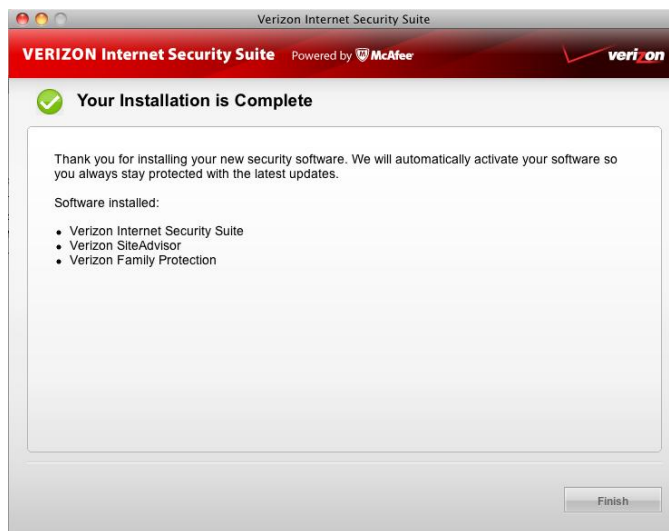 Verizon Internet Security Suite
VERIZON Internet Security Suite Powered by McAfee verizon
Your Installation is Complete
Thank you for installing your new security software. We will automatically activate your software so
you always stay protected with the latest updates.
Software installed:
• Verizon Internet Security Suite
• Verizon SiteAdvisor
• Verizon Family Protection
Finish